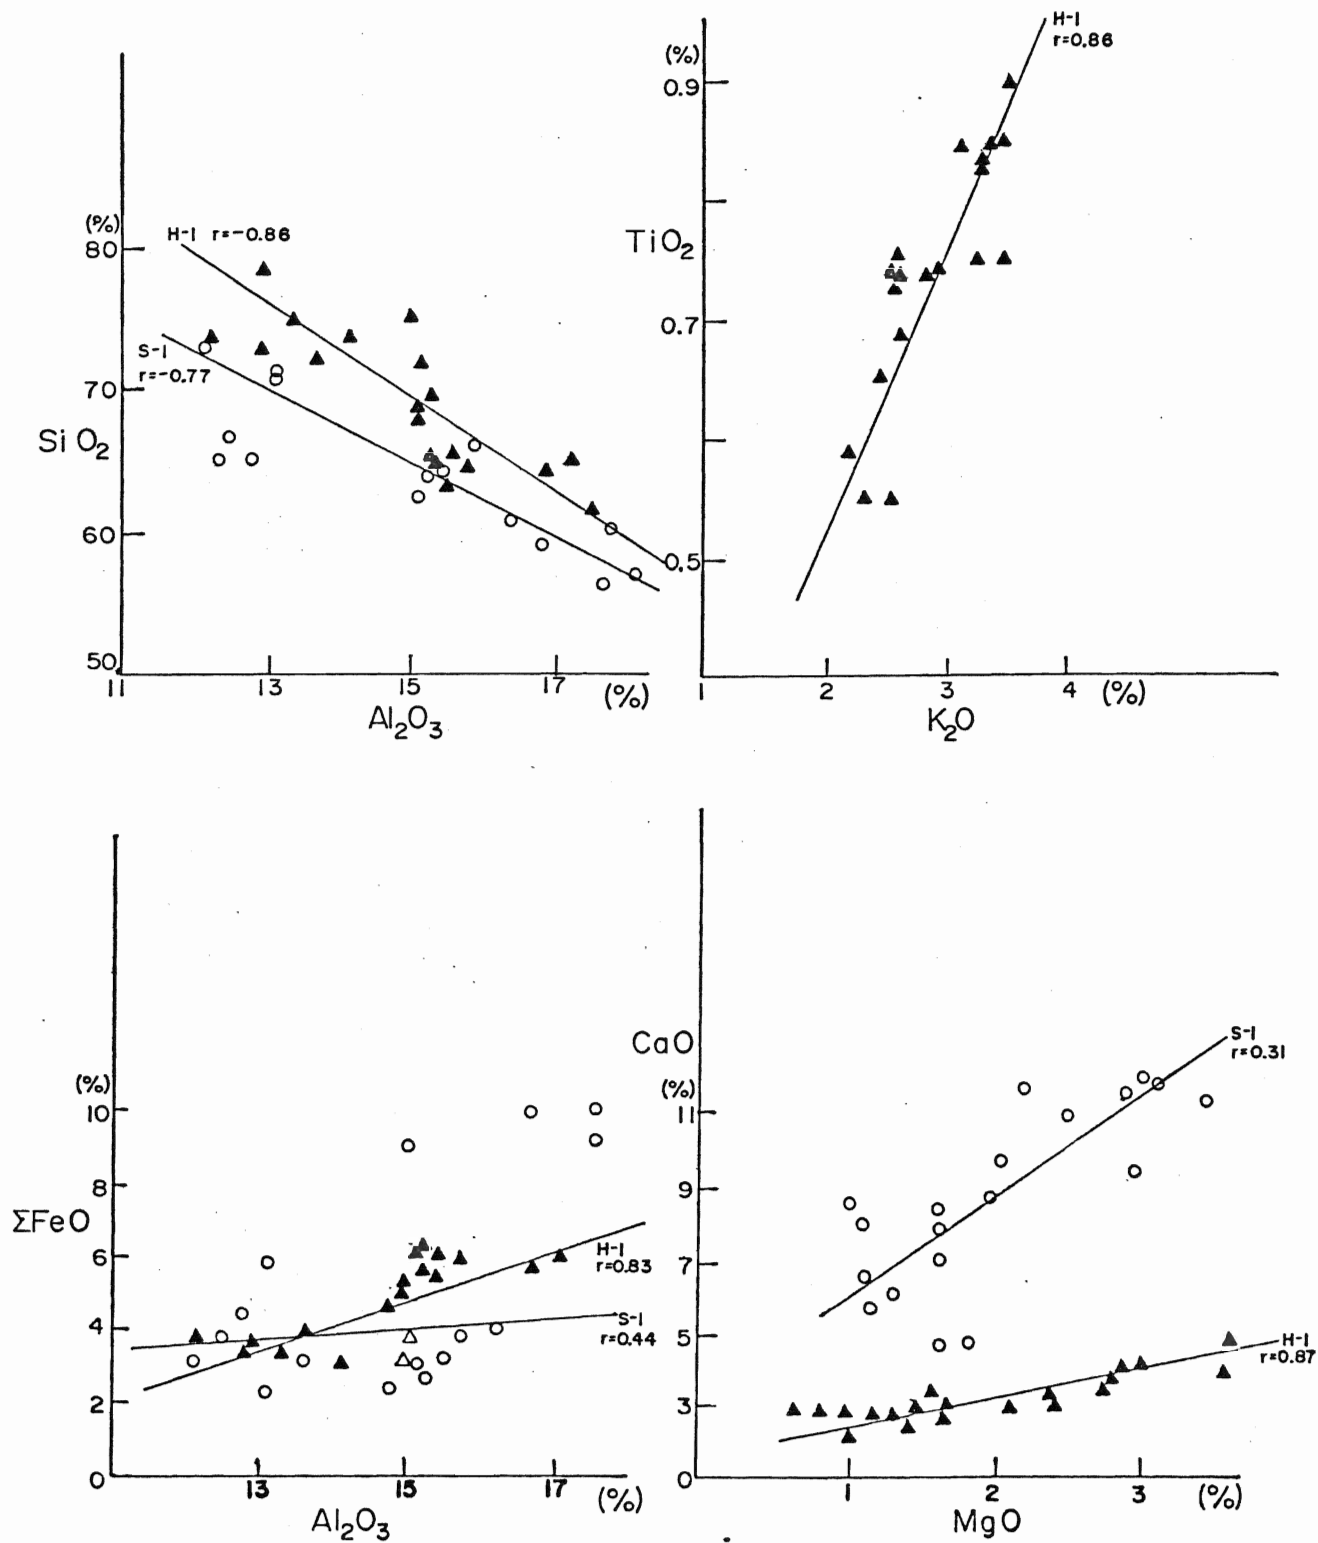 (%)
80
70
SiO₂
60
50
11 13 15 17 (%)
Al₂O₃
H-1 r=-0.86
S-1
r=-0.77
(%)
0.9
TiO₂
0.7
0.5
1 2 3 4 (%)
K₂O
H-1
r=0.86
(%)
10
8
ΣFeO
6
4
2
0
13 15 17 (%)
Al₂O₃
H-1
r=0.83
S-1
r=0.44
CaO
(%)
11
9
7
5
3
0
1 2 3 (%)
MgO
S-1
r=0.31
H-1
r=0.87